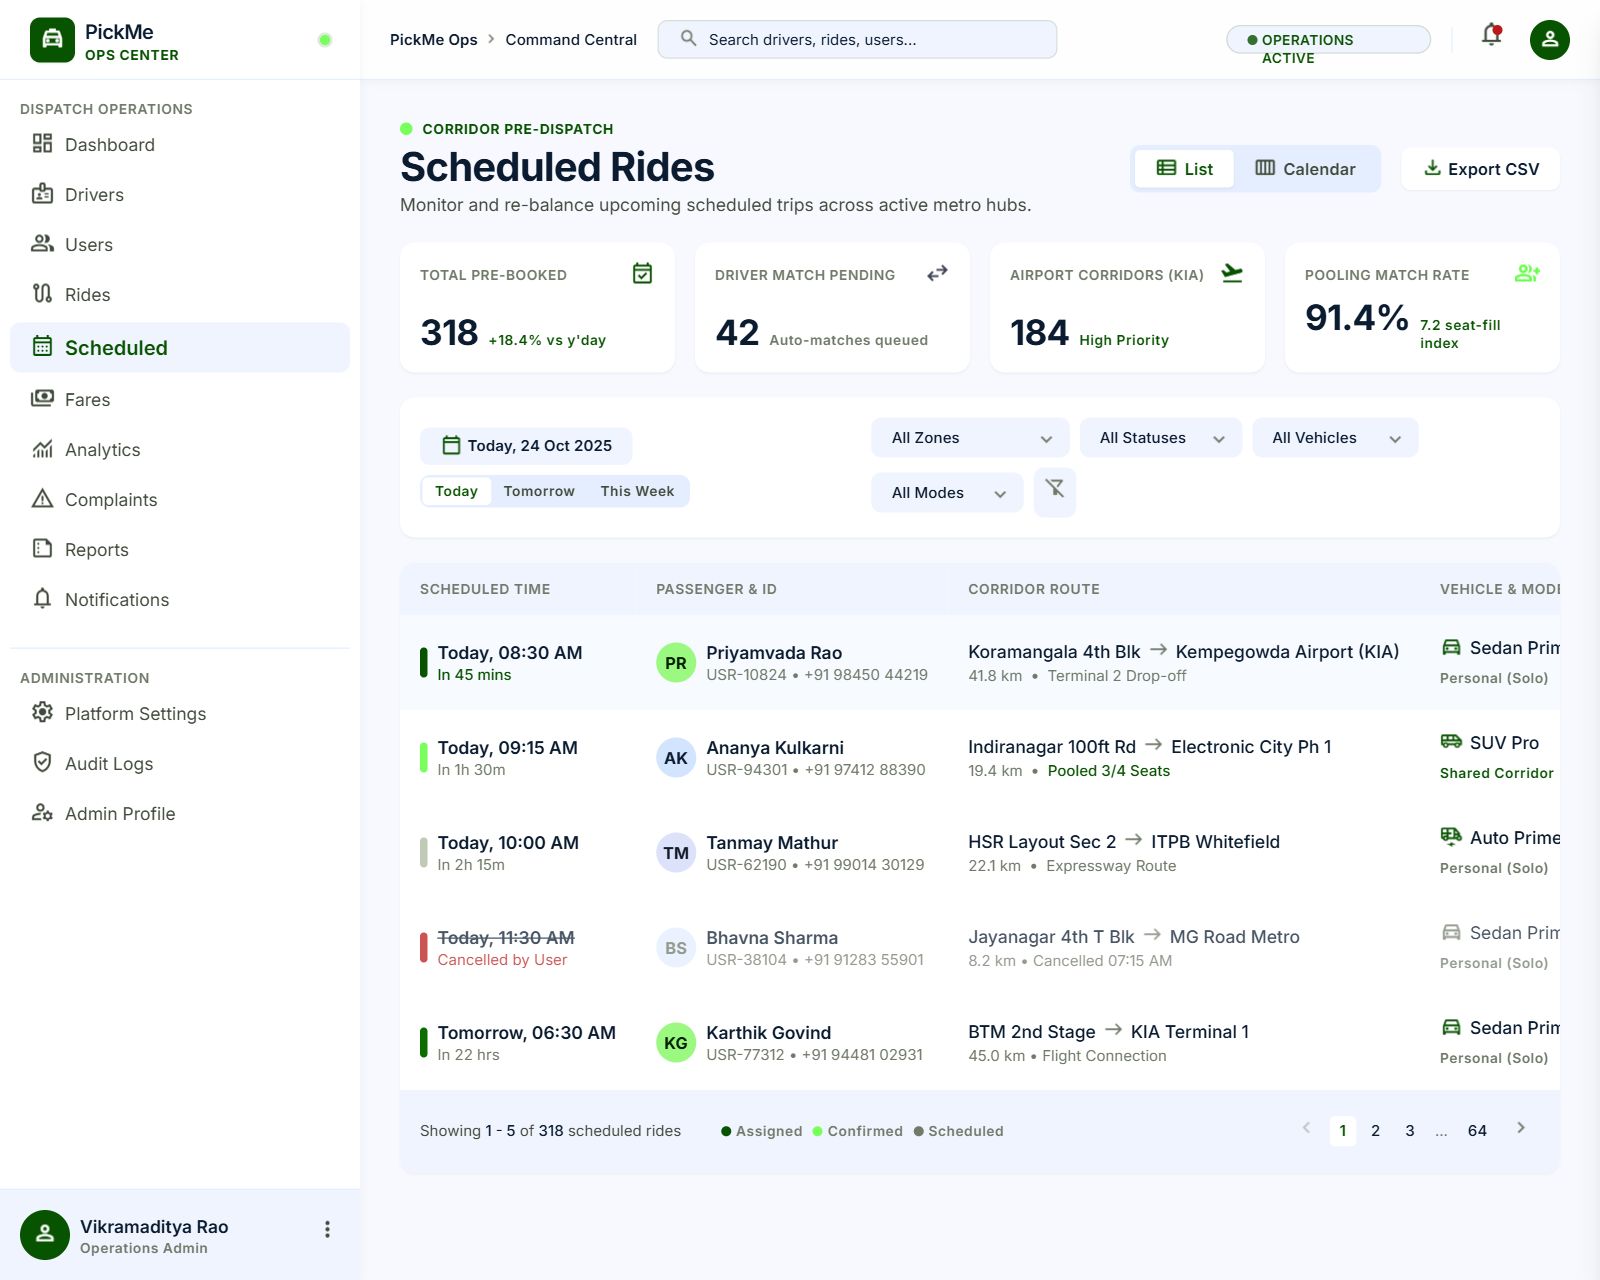 PickMe
OPS CENTER
PickMe Ops
Command Central
Search drivers, rides, users...
OPERATIONS
ACTIVE
DISPATCH OPERATIONS
Dashboard
Drivers
Users
Rides
Scheduled
Fares
Analytics
Complaints
Reports
Notifications
ADMINISTRATION
Platform Settings
Audit Logs
Admin Profile
Vikramaditya Rao
Operations Admin
CORRIDOR PRE-DISPATCH
Scheduled Rides
Monitor and re-balance upcoming scheduled trips across active metro hubs.
List
Calendar
Export CSV
TOTAL PRE-BOOKED
318 +18.4% vs y'day
DRIVER MATCH PENDING
42 Auto-matches queued
AIRPORT CORRIDORS (KIA)
184 High Priority
POOLING MATCH RATE
91.4% 7.2 seat-fill
index
Today, 24 Oct 2025
Today Tomorrow This Week
All Zones
All Statuses
All Vehicles
All Modes
SCHEDULED TIME PASSENGER & ID CORRIDOR ROUTE VEHICLE & MODE
Today, 08:30 AM
In 45 mins
PR
Priyamvada Rao
USR-10824 • +91 98450 44219
Koramangala 4th Blk → Kempegowda Airport (KIA)
41.8 km • Terminal 2 Drop-off
Sedan Prim
Personal (Solo)
Today, 09:15 AM
In 1h 30m
AK
Ananya Kulkarni
USR-94301 • +91 97412 88390
Indiranagar 100ft Rd → Electronic City Ph 1
19.4 km • Pooled 3/4 Seats
SUV Pro
Shared Corridor
Today, 10:00 AM
In 2h 15m
TM
Tanmay Mathur
USR-62190 • +91 99014 30129
HSR Layout Sec 2 → ITPB Whitefield
22.1 km • Expressway Route
Auto Prime
Personal (Solo)
Today, 11:30 AM
Cancelled by User
BS
Bhavna Sharma
USR-38104 • +91 91283 55901
Jayanagar 4th T Blk → MG Road Metro
8.2 km • Cancelled 07:15 AM
Sedan Prim
Personal (Solo)
Tomorrow, 06:30 AM
In 22 hrs
KG
Karthik Govind
USR-77312 • +91 94481 02931
BTM 2nd Stage → KIA Terminal 1
45.0 km • Flight Connection
Sedan Prim
Personal (Solo)
Showing 1 - 5 of 318 scheduled rides
Assigned Confirmed Scheduled
1 2 3 ... 64